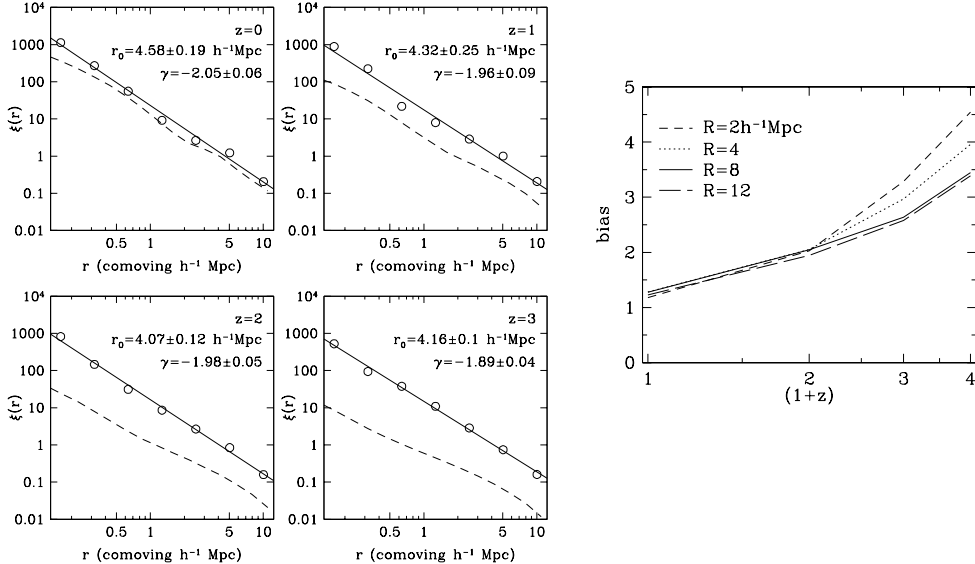 10⁴
1000
100
10
1
0.1
0.01
ξ(r)
z=0
r₀=4.58±0.19 h⁻¹Mpc
γ=−2.05±0.06
0.5 1 5 10
r (comoving h⁻¹ Mpc)
10⁴
1000
100
10
1
0.1
0.01
ξ(r)
z=1
r₀=4.32±0.25 h⁻¹Mpc
γ=−1.96±0.09
0.5 1 5 10
r (comoving h⁻¹ Mpc)
10⁴
1000
100
10
1
0.1
0.01
ξ(r)
z=2
r₀=4.07±0.12 h⁻¹Mpc
γ=−1.98±0.05
0.5 1 5 10
r (comoving h⁻¹ Mpc)
10⁴
1000
100
10
1
0.1
0.01
ξ(r)
z=3
r₀=4.16±0.1 h⁻¹Mpc
γ=−1.89±0.04
0.5 1 5 10
r (comoving h⁻¹ Mpc)
5
4
3
2
1
0
bias
R=2h⁻¹Mpc
R=4
R=8
R=12
1 2 3 4
(1+z)